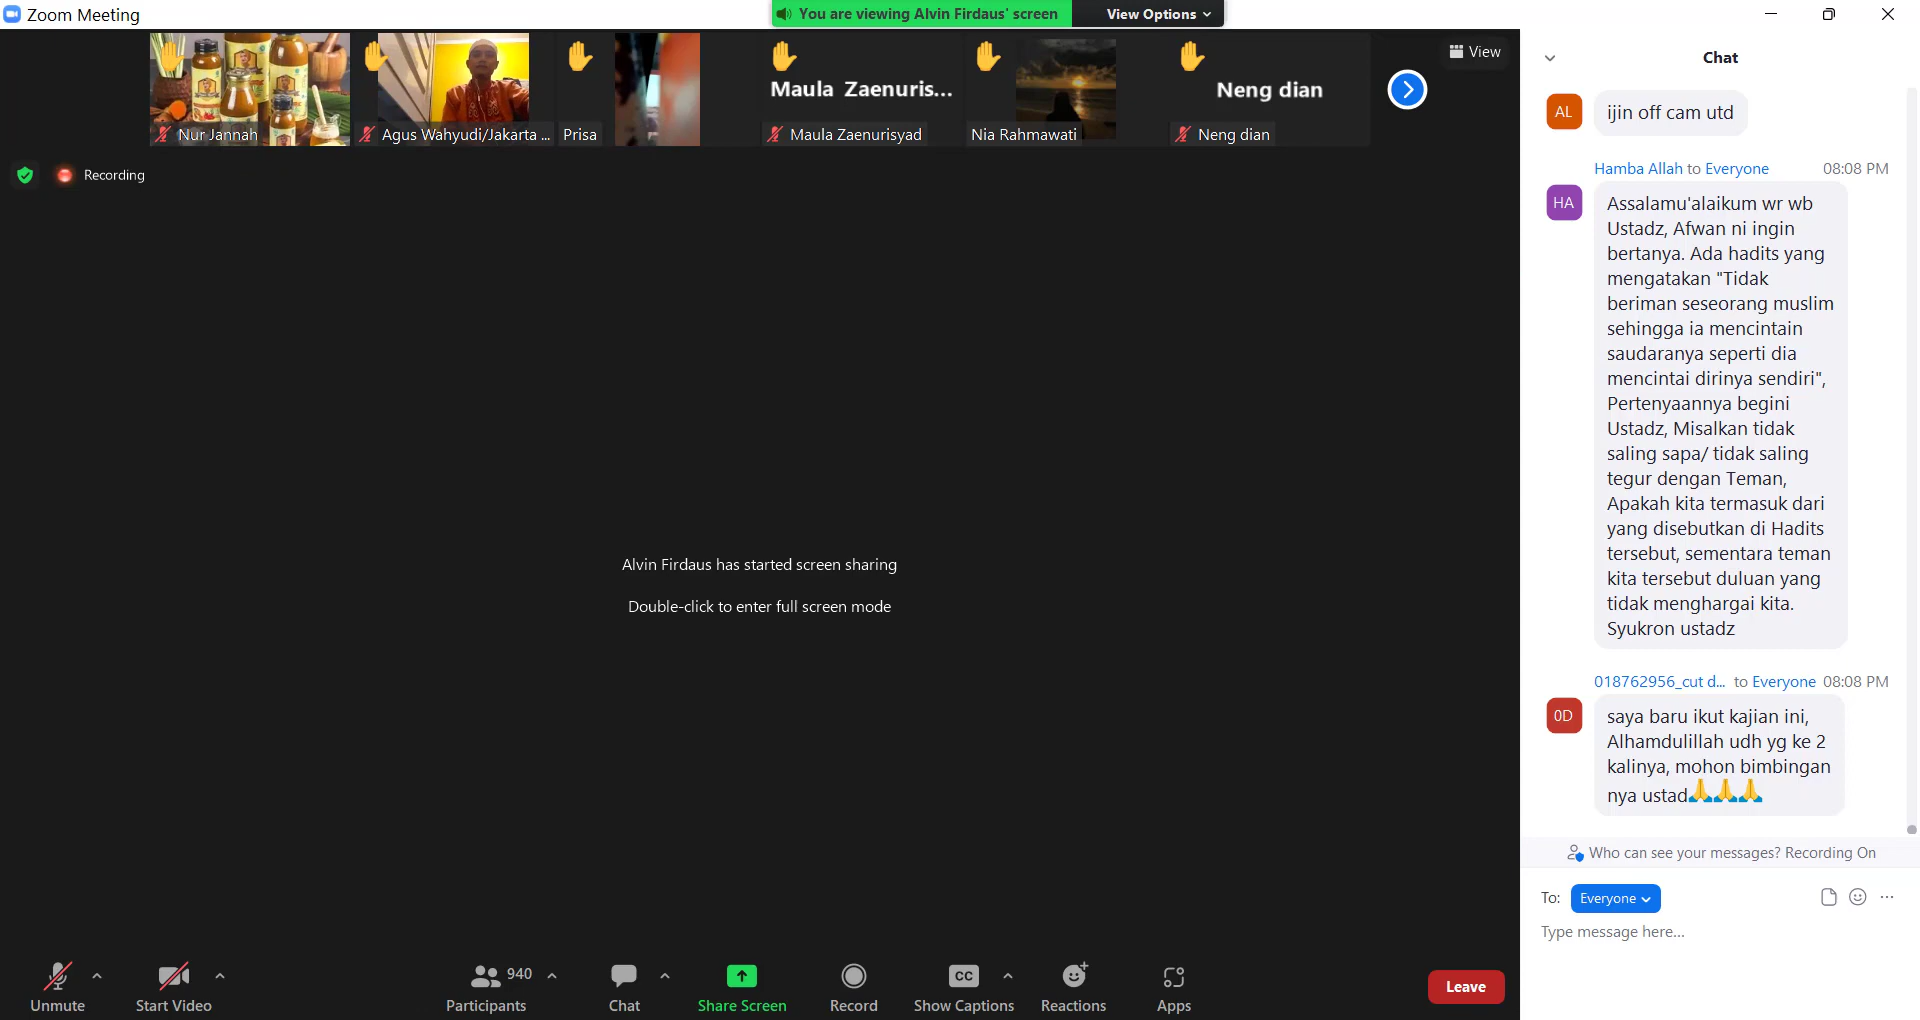 Zoom Meeting
You are viewing Alvin Firdaus' screen
View Options
View
Nur Jannah
Agus Wahyudi/Jakarta ...
Prisa
Maula Zaenuris...
Maula Zaenurisyad
Nia Rahmawati
Neng dian
Neng dian
Recording
Alvin Firdaus has started screen sharing
Double-click to enter full screen mode
Chat
AL
ijin off cam utd
Hamba Allah to Everyone 08:08 PM
HA
Assalamu'alaikum wr wb
Ustadz, Afwan ni ingin
bertanya. Ada hadits yang
mengatakan "Tidak
beriman seseorang muslim
sehingga ia mencintain
saudaranya seperti dia
mencintai dirinya sendiri",
Pertenyaannya begini
Ustadz, Misalkan tidak
saling sapa/ tidak saling
tegur dengan Teman,
Apakah kita termasuk dari
yang disebutkan di Hadits
tersebut, sementara teman
kita tersebut duluan yang
tidak menghargai kita.
Syukron ustadz
018762956_cut d... to Everyone 08:08 PM
0D
saya baru ikut kajian ini,
Alhamdulillah udh yg ke 2
kalinya, mohon bimbingan
nya ustad🙏🙏🙏
Who can see your messages? Recording On
To: Everyone
Type message here...
Unmute
Start Video
940
Participants
Chat
Share Screen
Record
CC
Show Captions
Reactions
Apps
Leave